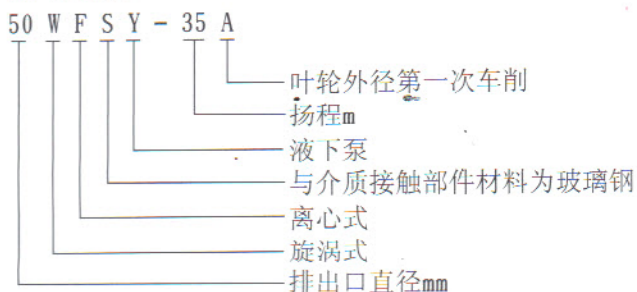 50 W F S Y - 35 A
叶轮外径第一次车削
扬程m
液下泵
与介质接触部件材料为玻璃钢
离心式
旋涡式
排出口直径mm